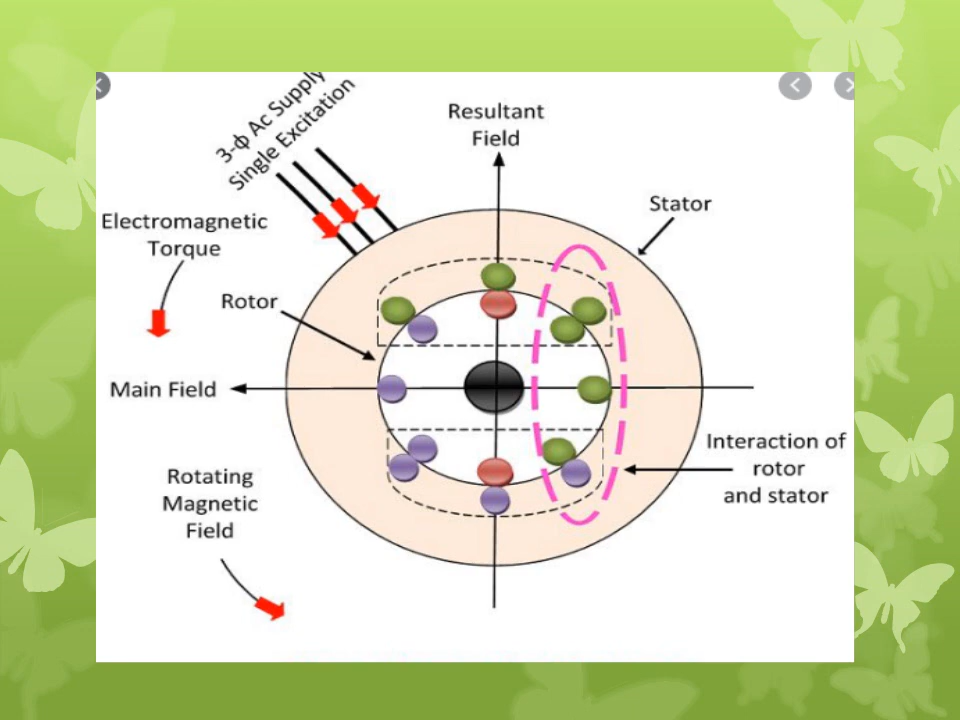 3-ф Ac Supply
Single Excitation
Resultant
Field
Stator
Electromagnetic
Torque
Rotor
Main Field
Interaction of
rotor
and stator
Rotating
Magnetic
Field